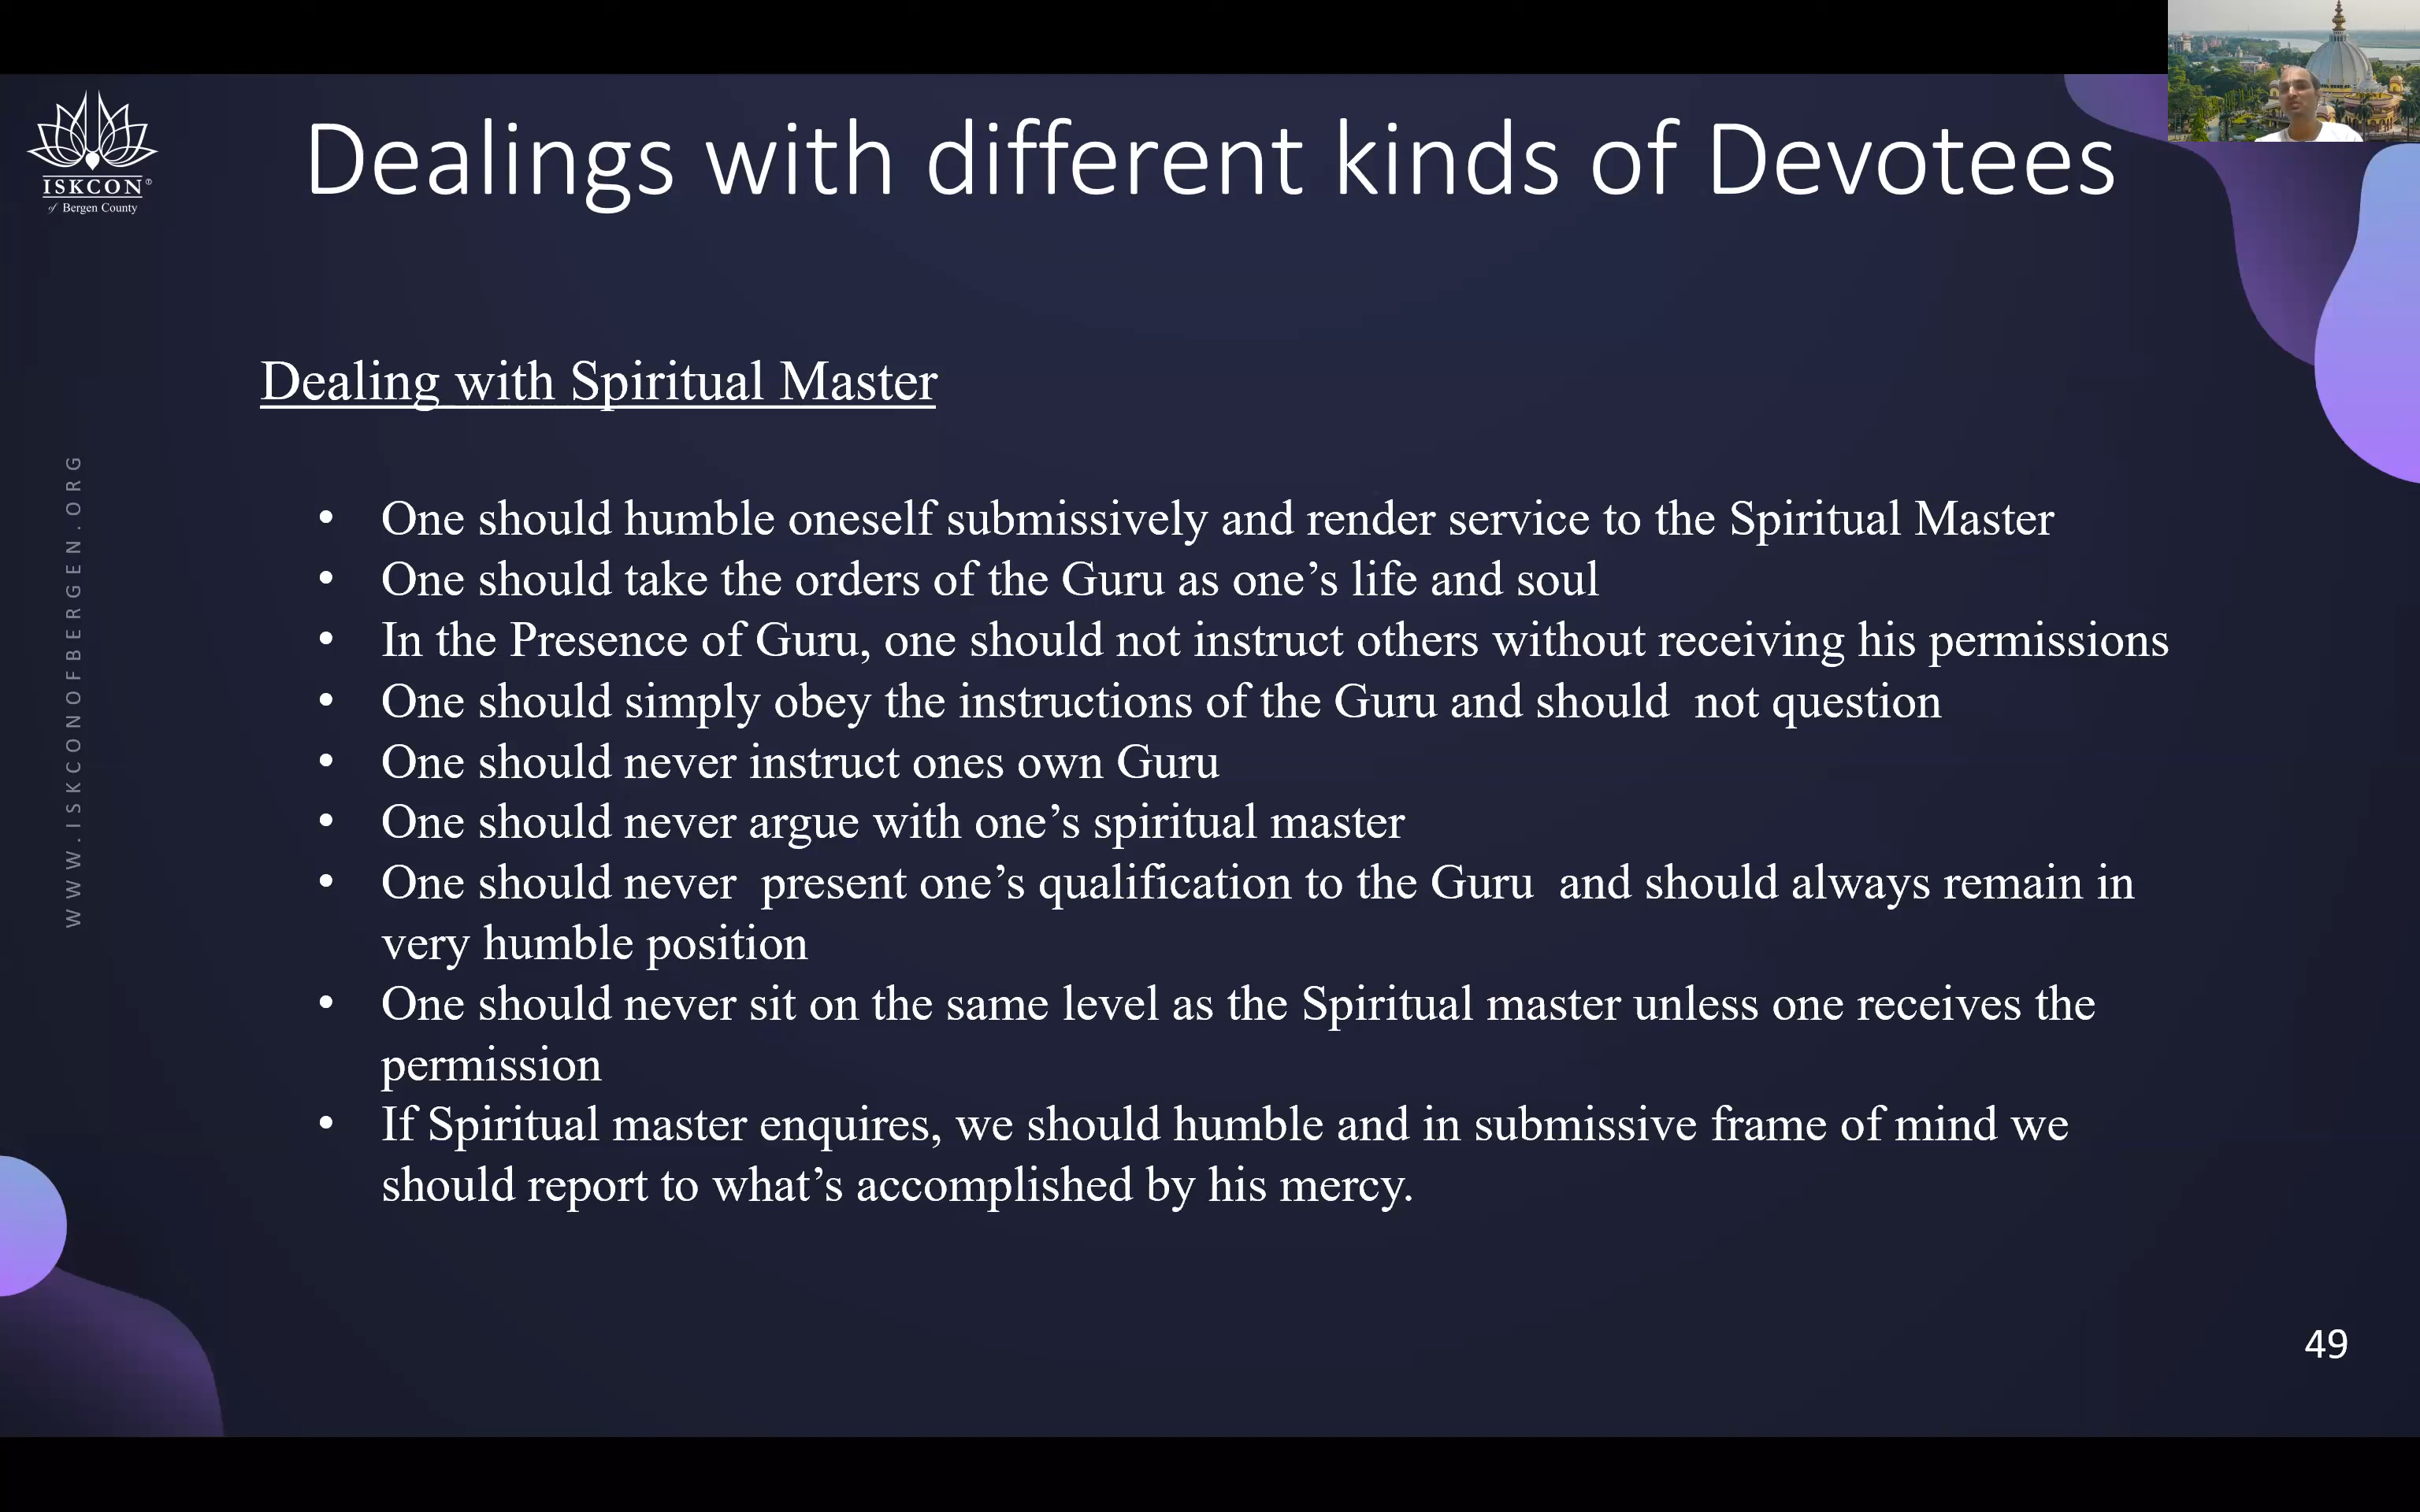 ISKCON®
of Bergen County
Dealings with different kinds of Devotees
WWW.ISKCONOFBERGEN.ORG
Dealing with Spiritual Master
• One should humble oneself submissively and render service to the Spiritual Master
• One should take the orders of the Guru as one’s life and soul
• In the Presence of Guru, one should not instruct others without receiving his permissions
• One should simply obey the instructions of the Guru and should  not question
• One should never instruct ones own Guru
• One should never argue with one’s spiritual master
• One should never  present one’s qualification to the Guru  and should always remain in
very humble position
• One should never sit on the same level as the Spiritual master unless one receives the
permission
• If Spiritual master enquires, we should humble and in submissive frame of mind we
should report to what’s accomplished by his mercy.
49